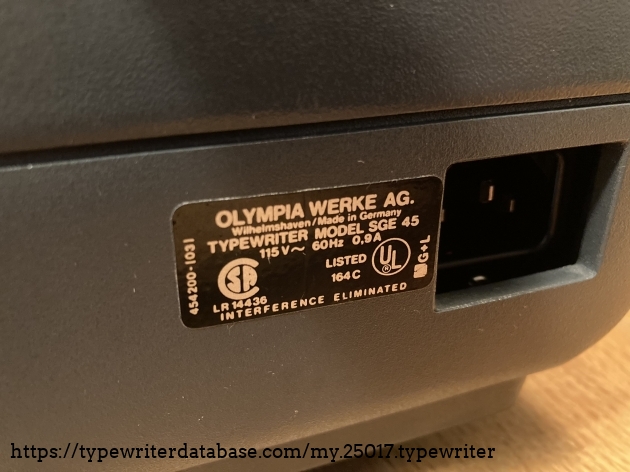 OLYMPIA WERKE AG.
Wilhelmshaven/Made in Germany
TYPEWRITER MODEL SGE 45
115V~ 60Hz 0.9A
LISTED UL ®
164C
G+L
454200-1031
SA
LR 14436
INTERFERENCE ELIMINATED
https://typewriterdatabase.com/my.25017.typewriter